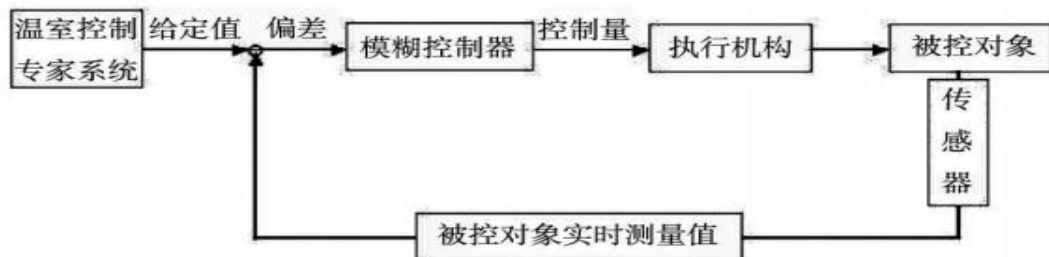 温室控制
专家系统
给定值
偏差
模糊控制器
控制量
执行机构
被控对象
传感器
被控对象实时测量值